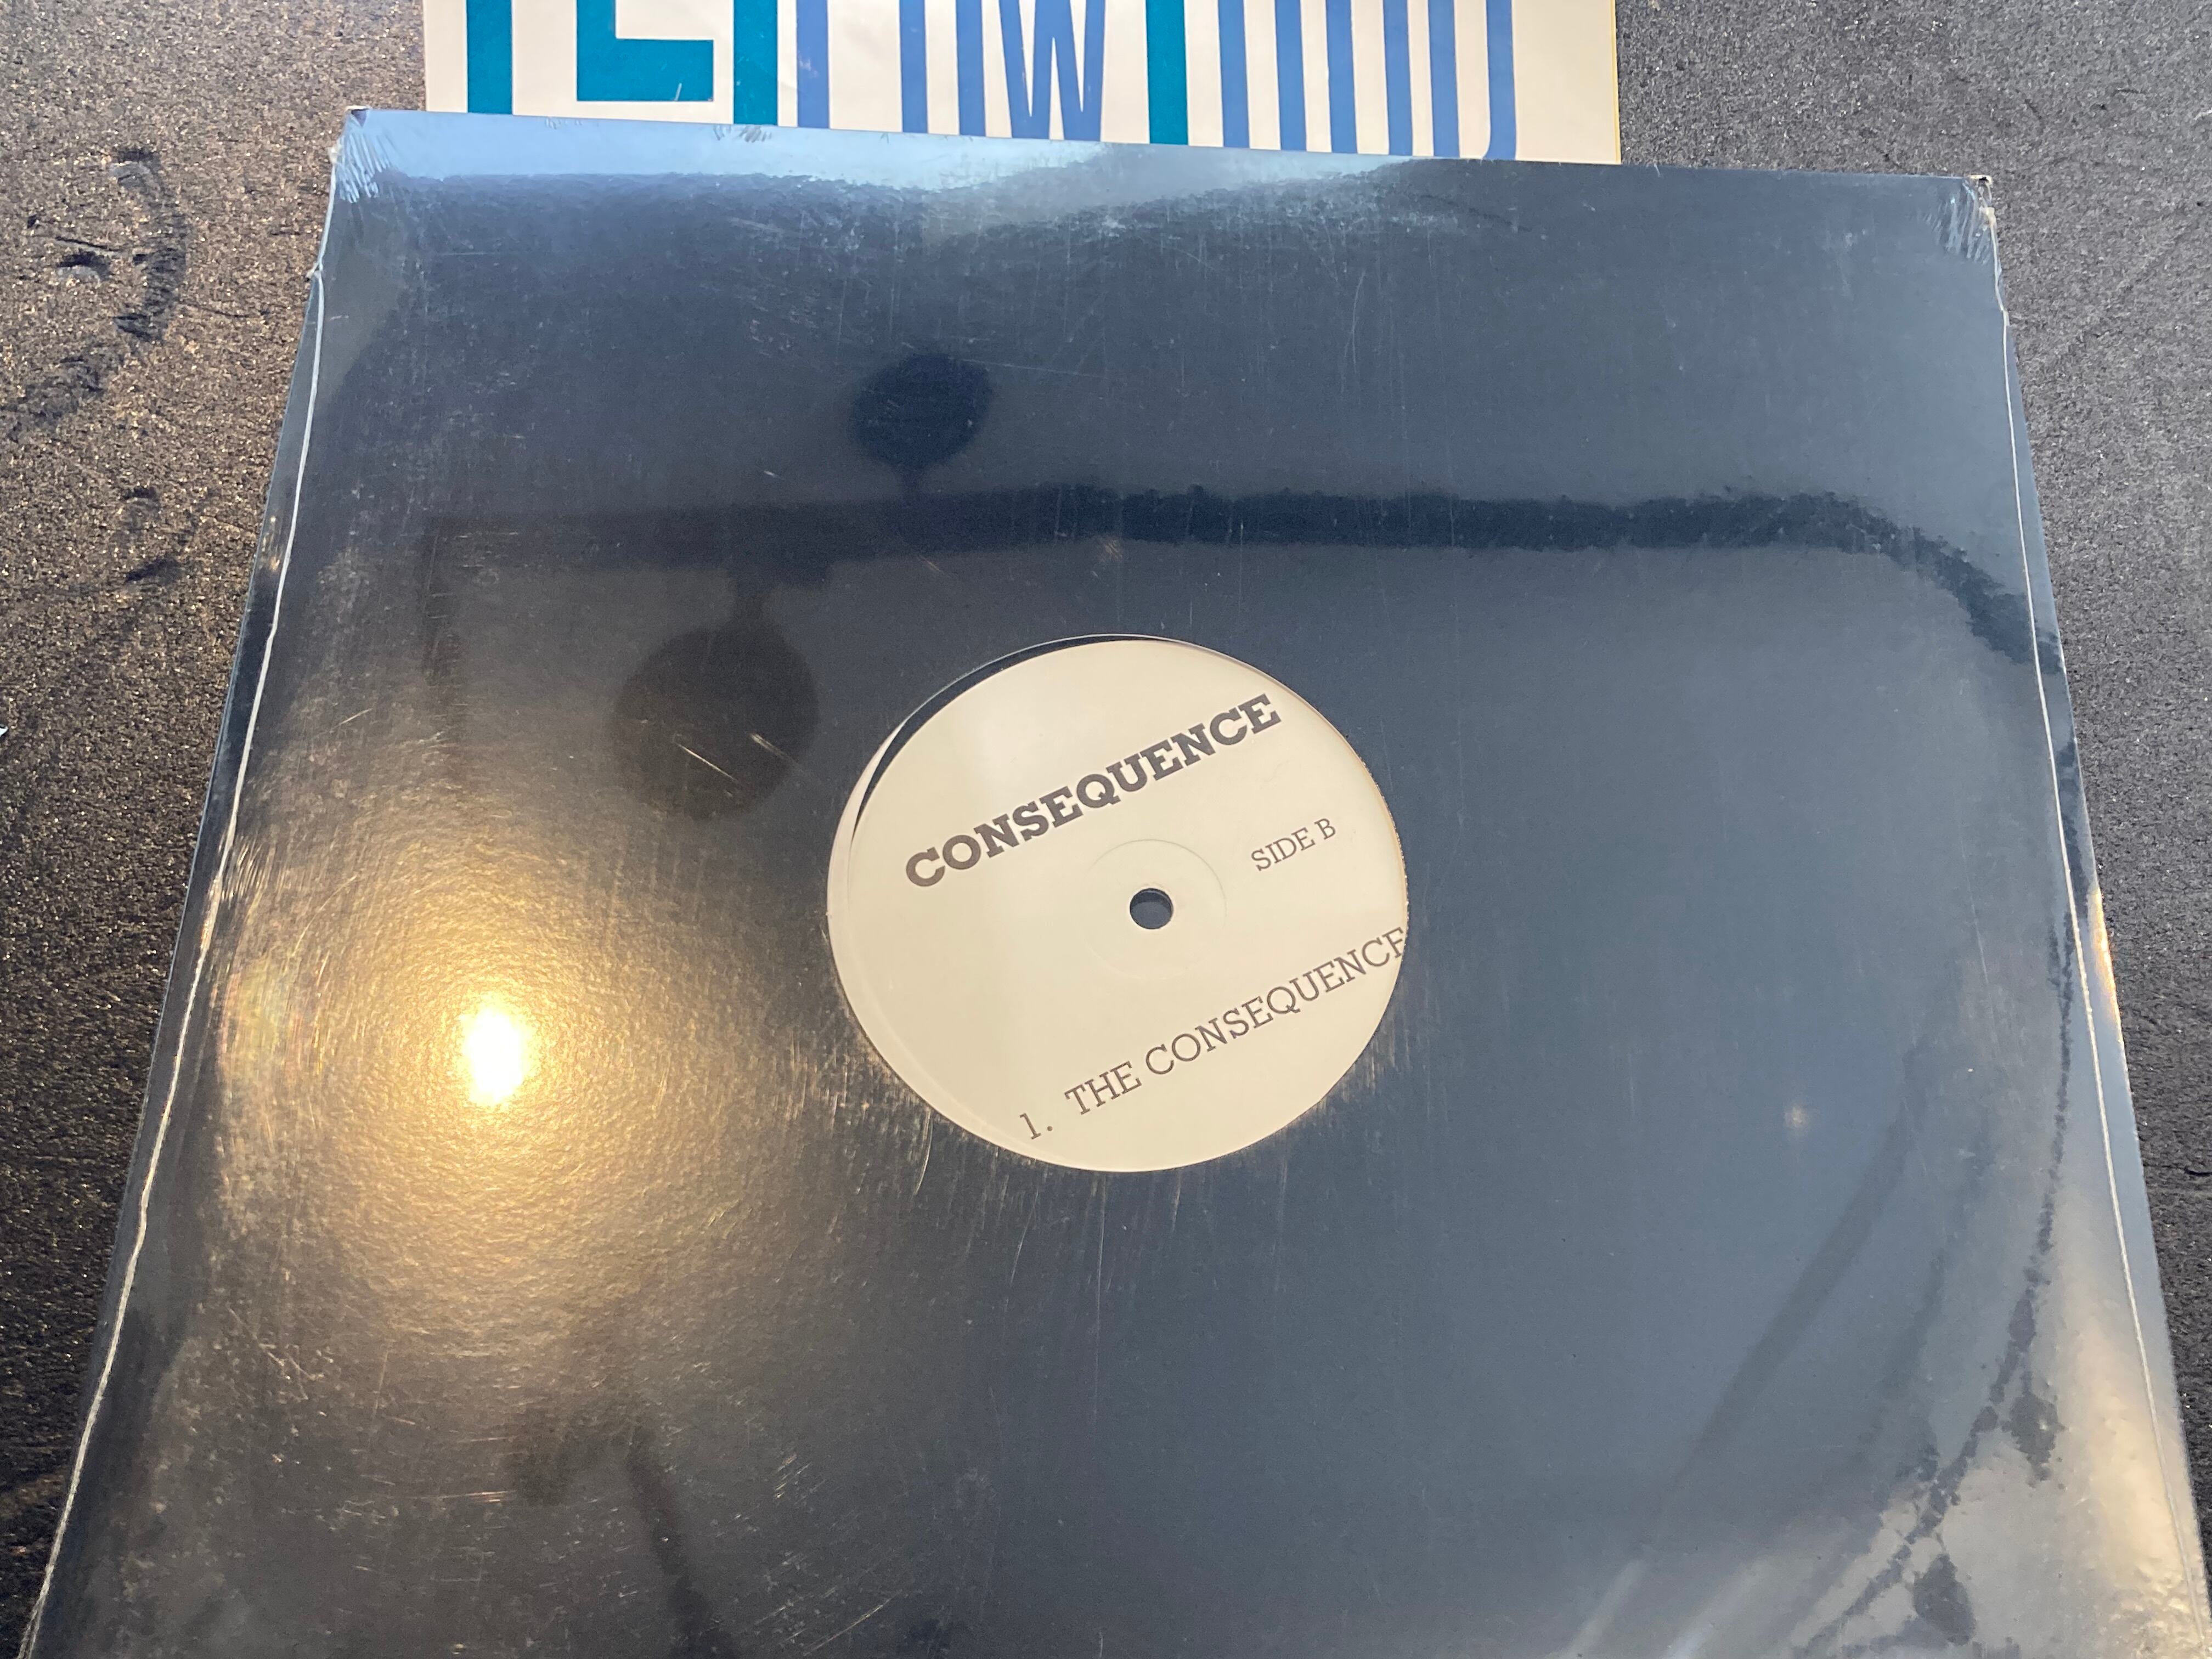 CONSEQUENCE
SIDE B
1. THE CONSEQUENCE